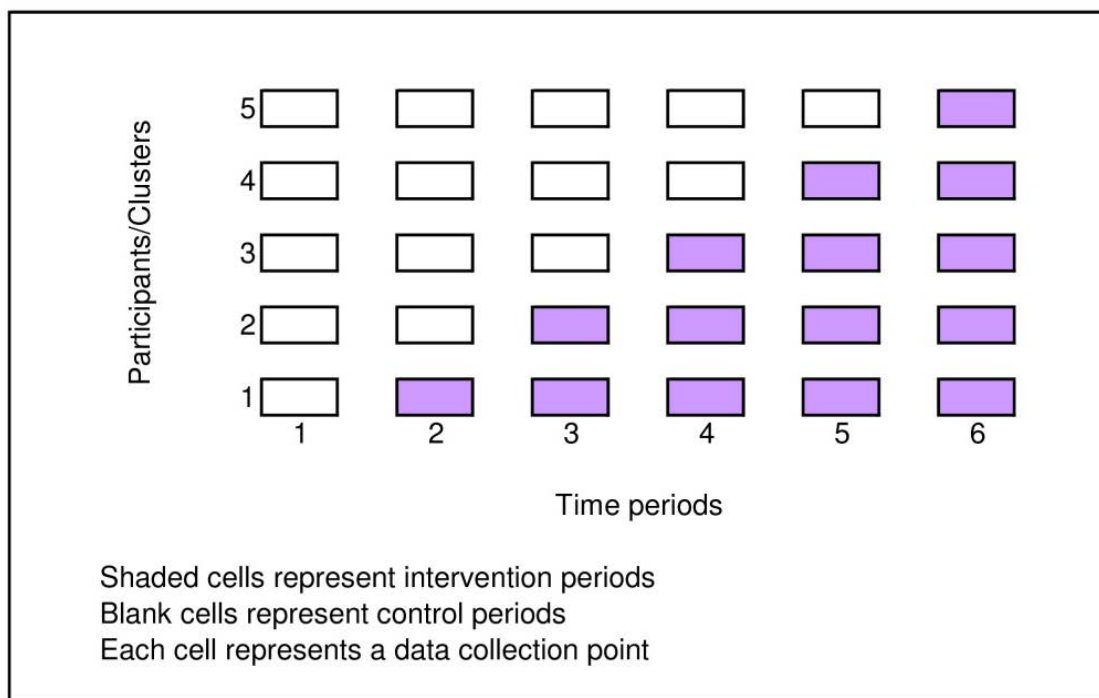 Participants/Clusters
5
4
3
2
1
1 2 3 4 5 6
Time periods
Shaded cells represent intervention periods
Blank cells represent control periods
Each cell represents a data collection point